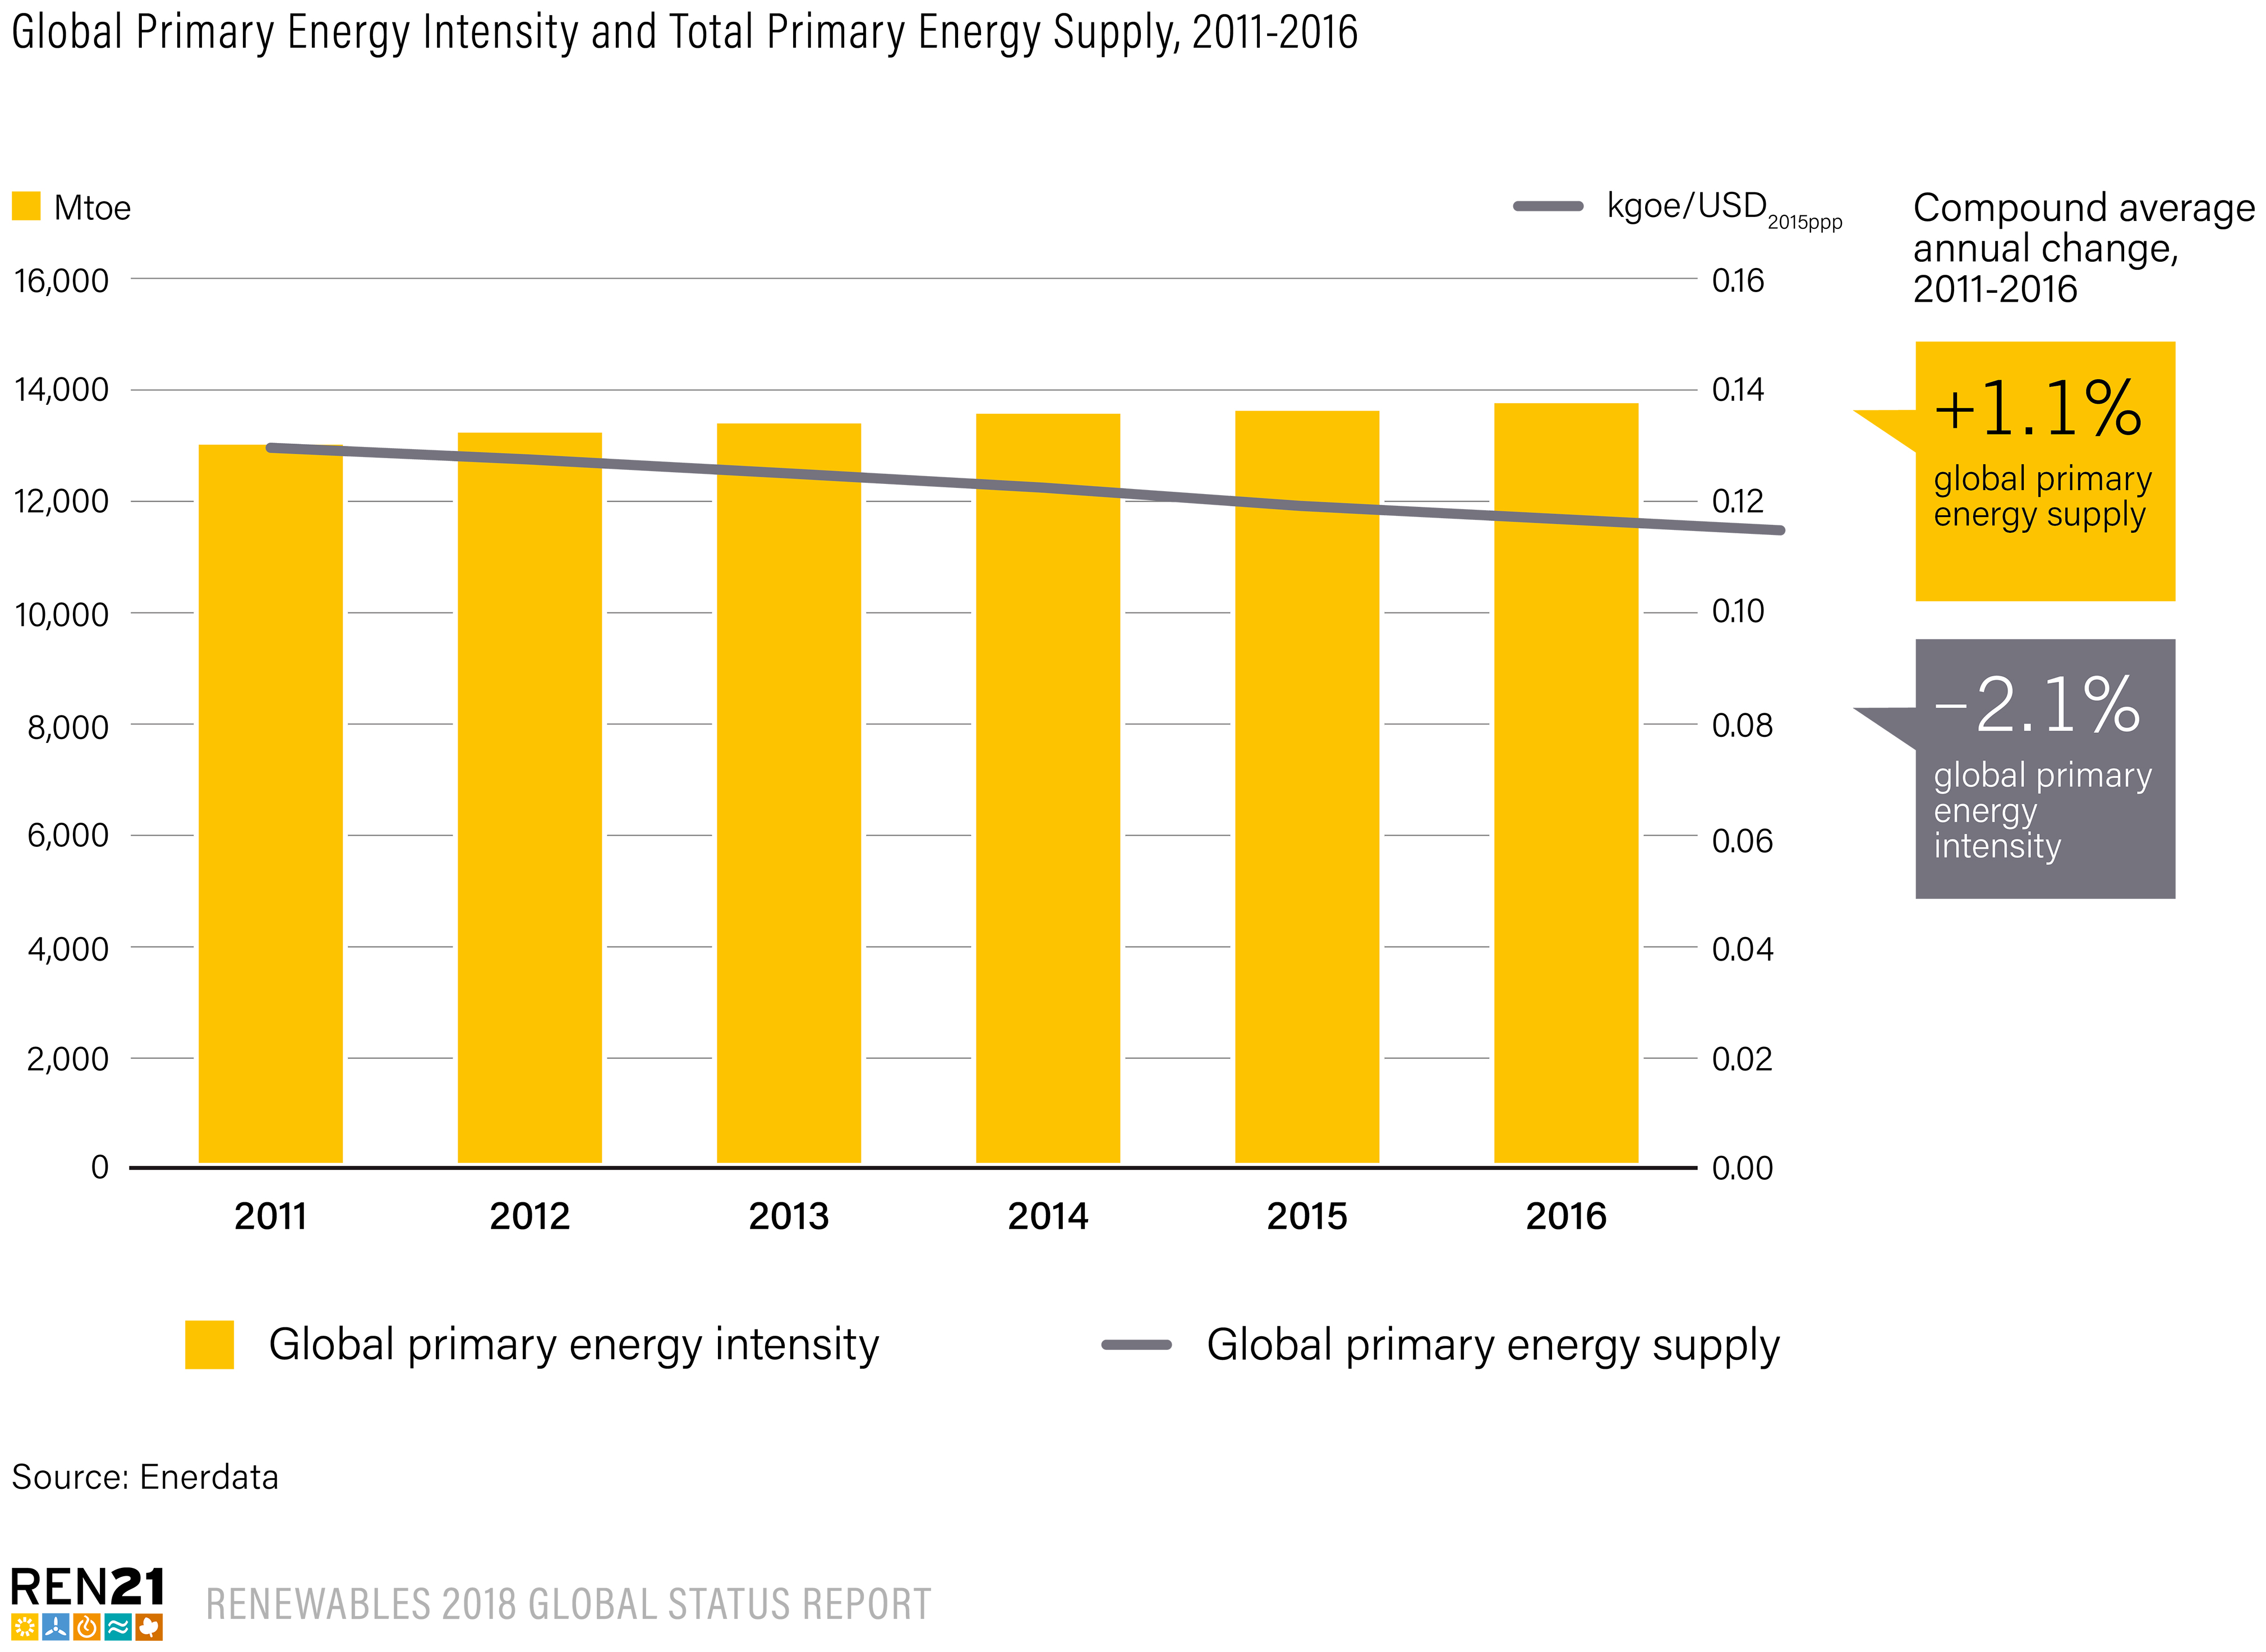 Global Primary Energy Intensity and Total Primary Energy Supply, 2011-2016
Mtoe
kgoe/USD2015ppp
Compound average
annual change,
2011-2016
16,000
14,000
12,000
10,000
8,000
6,000
4,000
2,000
0
0.16
0.14
0.12
0.10
0.08
0.06
0.04
0.02
0.00
+1.1%
global primary
energy supply
–2.1%
global primary
energy
intensity
2011 2012 2013 2014 2015 2016
Global primary energy intensity
Global primary energy supply
Source: Enerdata
REN21
RENEWABLES 2018 GLOBAL STATUS REPORT